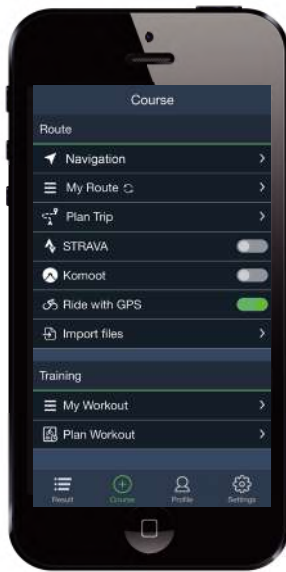 Course
Route
Navigation
My Route
Plan Trip
STRAVA
Komoot
Ride with GPS
Import files
Training
My Workout
Plan Workout
Result
Course
Profile
Settings